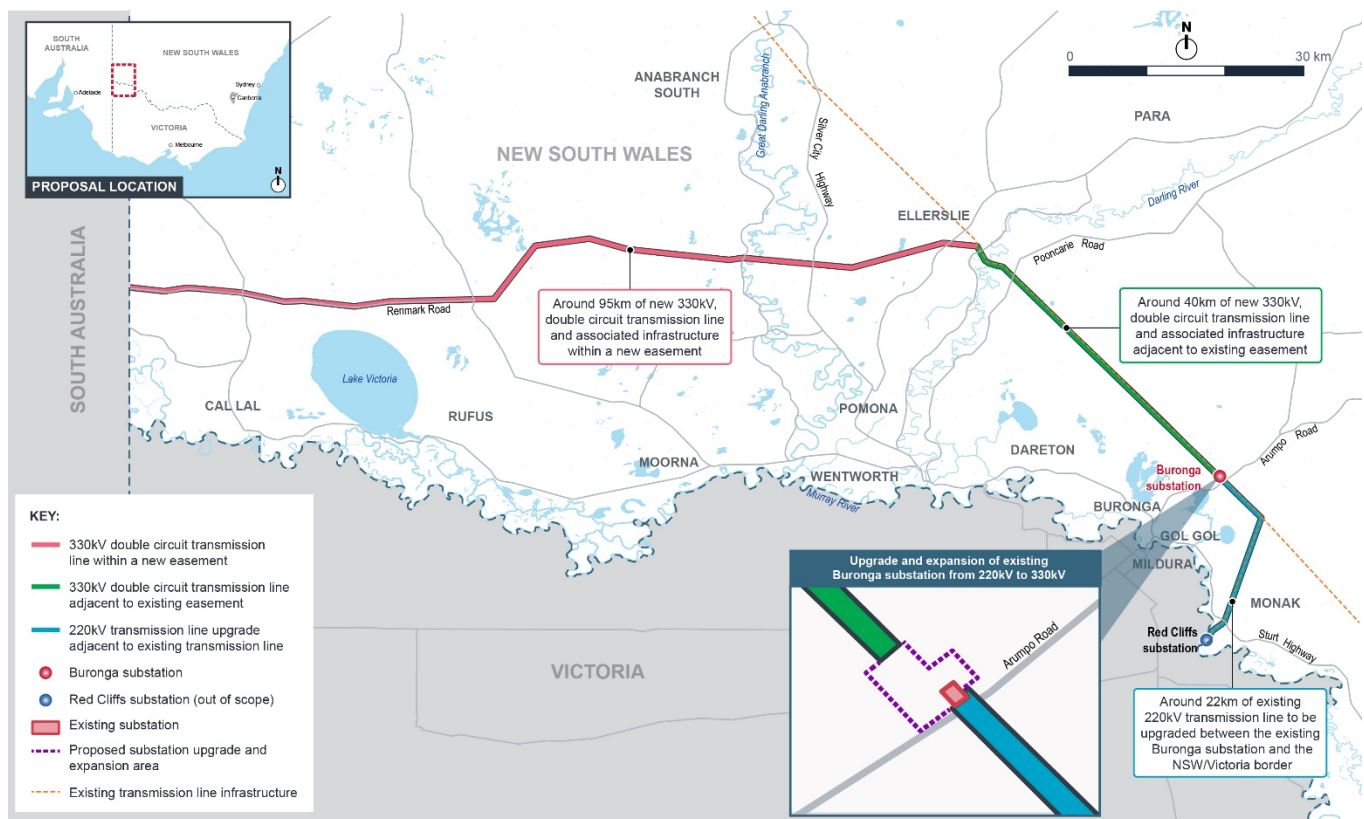 SOUTH
AUSTRALIA
NEW SOUTH WALES
Sydney
Adelaide
Canberra
VICTORIA
Melbourne
N
PROPOSAL LOCATION
N
0
30 km
ANABRANCH
SOUTH
Great Darling Anabranch
Silver City
Highway
PARA
NEW SOUTH WALES
Darling River
ELLERSLIE
Pooncarie Road
SOUTH AUSTRALIA
Renmark Road
Around 95km of new 330kV,
double circuit transmission line
and associated infrastructure
within a new easement
Around 40km of new 330kV,
double circuit transmission line
and associated infrastructure
adjacent to existing easement
Lake Victoria
CAL LAL
RUFUS
POMONA
MOORNA
WENTWORTH
Murray River
DARETON
Arumpo Road
Buronga
substation
BURONGA
GOL GOL
MILDURA
MONAK
Red Cliffs
substation
Sturt Highway
VICTORIA
KEY:
330kV double circuit transmission
line within a new easement
330kV double circuit transmission line
adjacent to existing easement
220kV transmission line upgrade
adjacent to existing transmission line
Buronga substation
Red Cliffs substation (out of scope)
Existing substation
Proposed substation upgrade and
expansion area
Existing transmission line infrastructure
Upgrade and expansion of existing
Buronga substation from 220kV to 330kV
Arumpo Road
Around 22km of existing
220kV transmission line to be
upgraded between the existing
Buronga substation and the
NSW/Victoria border